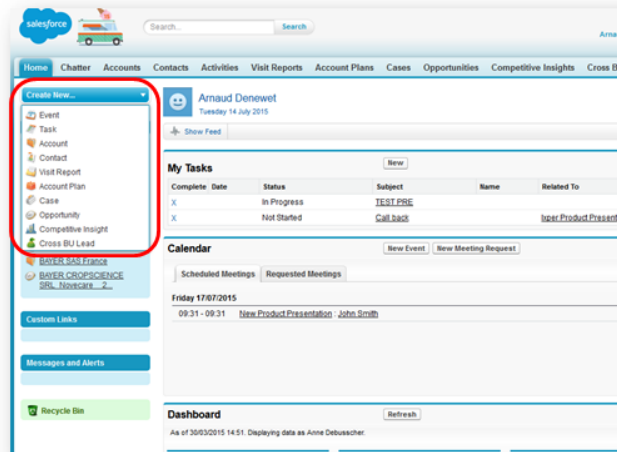 salesforce
Search...
Search
Arna
Home Chatter Accounts Contacts Activities Visit Reports Account Plans Cases Opportunities Competitive Insights Cross B
Create New...
Event
Task
Account
Contact
Visit Report
Account Plan
Case
Opportunity
Competitive Insight
Cross BU Lead
BAYER SAS France
BAYER CROPSCIENCE
SRL_Novecare_ 2...
Custom Links
Messages and Alerts
Recycle Bin
Arnaud Denewet
Tuesday 14 July 2015
Show Feed
My Tasks New
Complete Date Status Subject Name Related To
X In Progress TEST PRE
X Not Started Call back Ixper Product Present
Calendar New Event New Meeting Request
Scheduled Meetings Requested Meetings
Friday 17/07/2015
09:31 - 09:31 New Product Presentation : John Smith
Dashboard Refresh
As of 30/03/2015 14:51. Displaying data as Anne Debusscher.